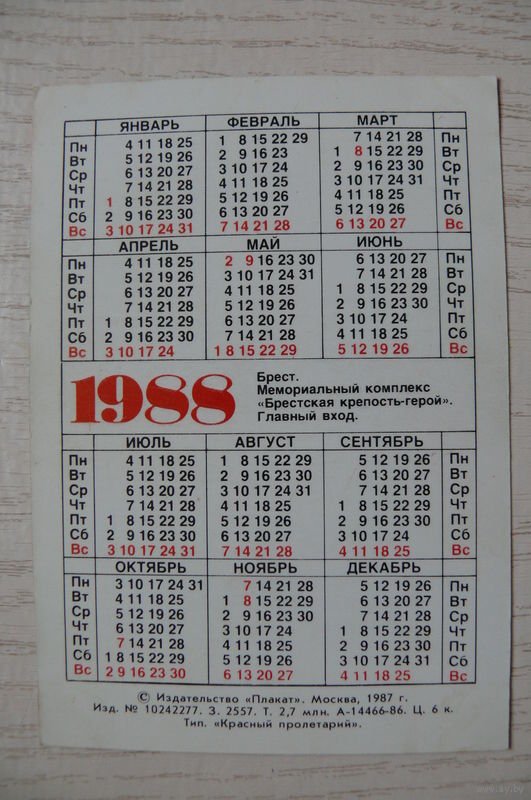 ЯНВАРЬ ФЕВРАЛЬ МАРТ
Пн 4 11 18 25 1 8 15 22 29 7 14 21 28 Пн
Вт 5 12 19 26 2 9 16 23 1 8 15 22 29 Вт
Ср 6 13 20 27 3 10 17 24 2 9 16 23 30 Ср
Чт 7 14 21 28 4 11 18 25 3 10 17 24 31 Чт
Пт 1 8 15 22 29 5 12 19 26 4 11 18 25 Пт
Сб 2 9 16 23 30 6 13 20 27 5 12 19 26 Сб
Вс 3 10 17 24 31 7 14 21 28 6 13 20 27 Вс
АПРЕЛЬ МАЙ ИЮНЬ
Пн 4 11 18 25 2 9 16 23 30 6 13 20 27 Пн
Вт 5 12 19 26 3 10 17 24 31 7 14 21 28 Вт
Ср 6 13 20 27 4 11 18 25 1 8 15 22 29 Ср
Чт 7 14 21 28 5 12 19 26 2 9 16 23 30 Чт
Пт 1 8 15 22 29 6 13 20 27 3 10 17 24 Пт
Сб 2 9 16 23 30 7 14 21 28 4 11 18 25 Сб
Вс 3 10 17 24 1 8 15 22 29 5 12 19 26 Вс
1988
Брест.
Мемориальный комплекс
«Брестская крепость-герой».
Главный вход.
ИЮЛЬ АВГУСТ СЕНТЯБРЬ
Пн 4 11 18 25 1 8 15 22 29 5 12 19 26 Пн
Вт 5 12 19 26 2 9 16 23 30 6 13 20 27 Вт
Ср 6 13 20 27 3 10 17 24 31 7 14 21 28 Ср
Чт 7 14 21 28 4 11 18 25 1 8 15 22 29 Чт
Пт 1 8 15 22 29 5 12 19 26 2 9 16 23 30 Пт
Сб 2 9 16 23 30 6 13 20 27 3 10 17 24 Сб
Вс 3 10 17 24 31 7 14 21 28 4 11 18 25 Вс
ОКТЯБРЬ НОЯБРЬ ДЕКАБРЬ
Пн 3 10 17 24 31 7 14 21 28 5 12 19 26 Пн
Вт 4 11 18 25 1 8 15 22 29 6 13 20 27 Вт
Ср 5 12 19 26 2 9 16 23 30 7 14 21 28 Ср
Чт 6 13 20 27 3 10 17 24 1 8 15 22 29 Чт
Пт 7 14 21 28 4 11 18 25 2 9 16 23 30 Пт
Сб 1 8 15 22 29 5 12 19 26 3 10 17 24 31 Сб
Вс 2 9 16 23 30 6 13 20 27 4 11 18 25 Вс
© Издательство «Плакат». Москва, 1987 г.
Изд. № 10242277. З. 2557. Т. 2,7 млн. А-14466-86. Ц. 6 к.
Тип. «Красный пролетарий».
www.ay.by